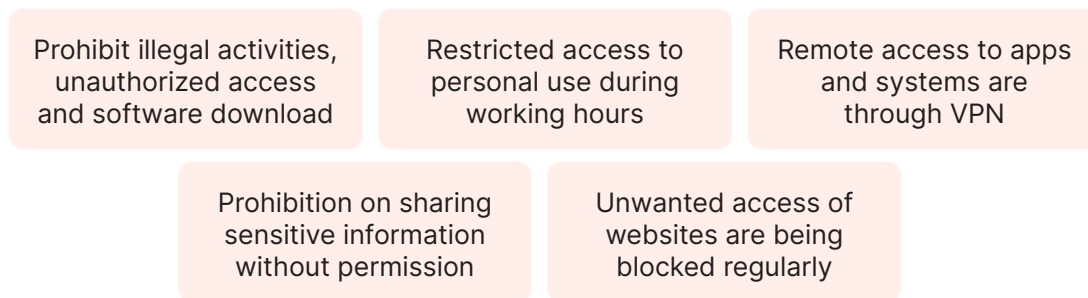 Prohibit illegal activities,
unauthorized access
and software download
Restricted access to
personal use during
working hours
Remote access to apps
and systems are
through VPN
Prohibition on sharing
sensitive information
without permission
Unwanted access of
websites are being
blocked regularly